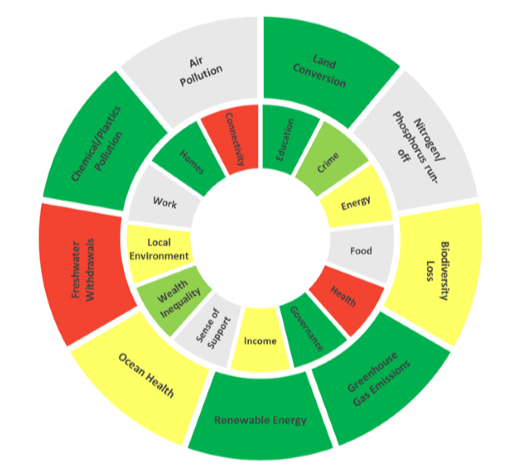 Air
Pollution
Land
Conversion
Nitrogen/
Phosphorus run-
off
Biodiversity
Loss
Greenhouse
Gas Emissions
Renewable Energy
Ocean Health
Freshwater
Withdrawals
Chemical/Plastics
Pollution
Education
Crime
Energy
Food
Health
Governance
Income
Sense of
Support
Wealth
Inequality
Local
Environment
Work
Homes
Connectivity